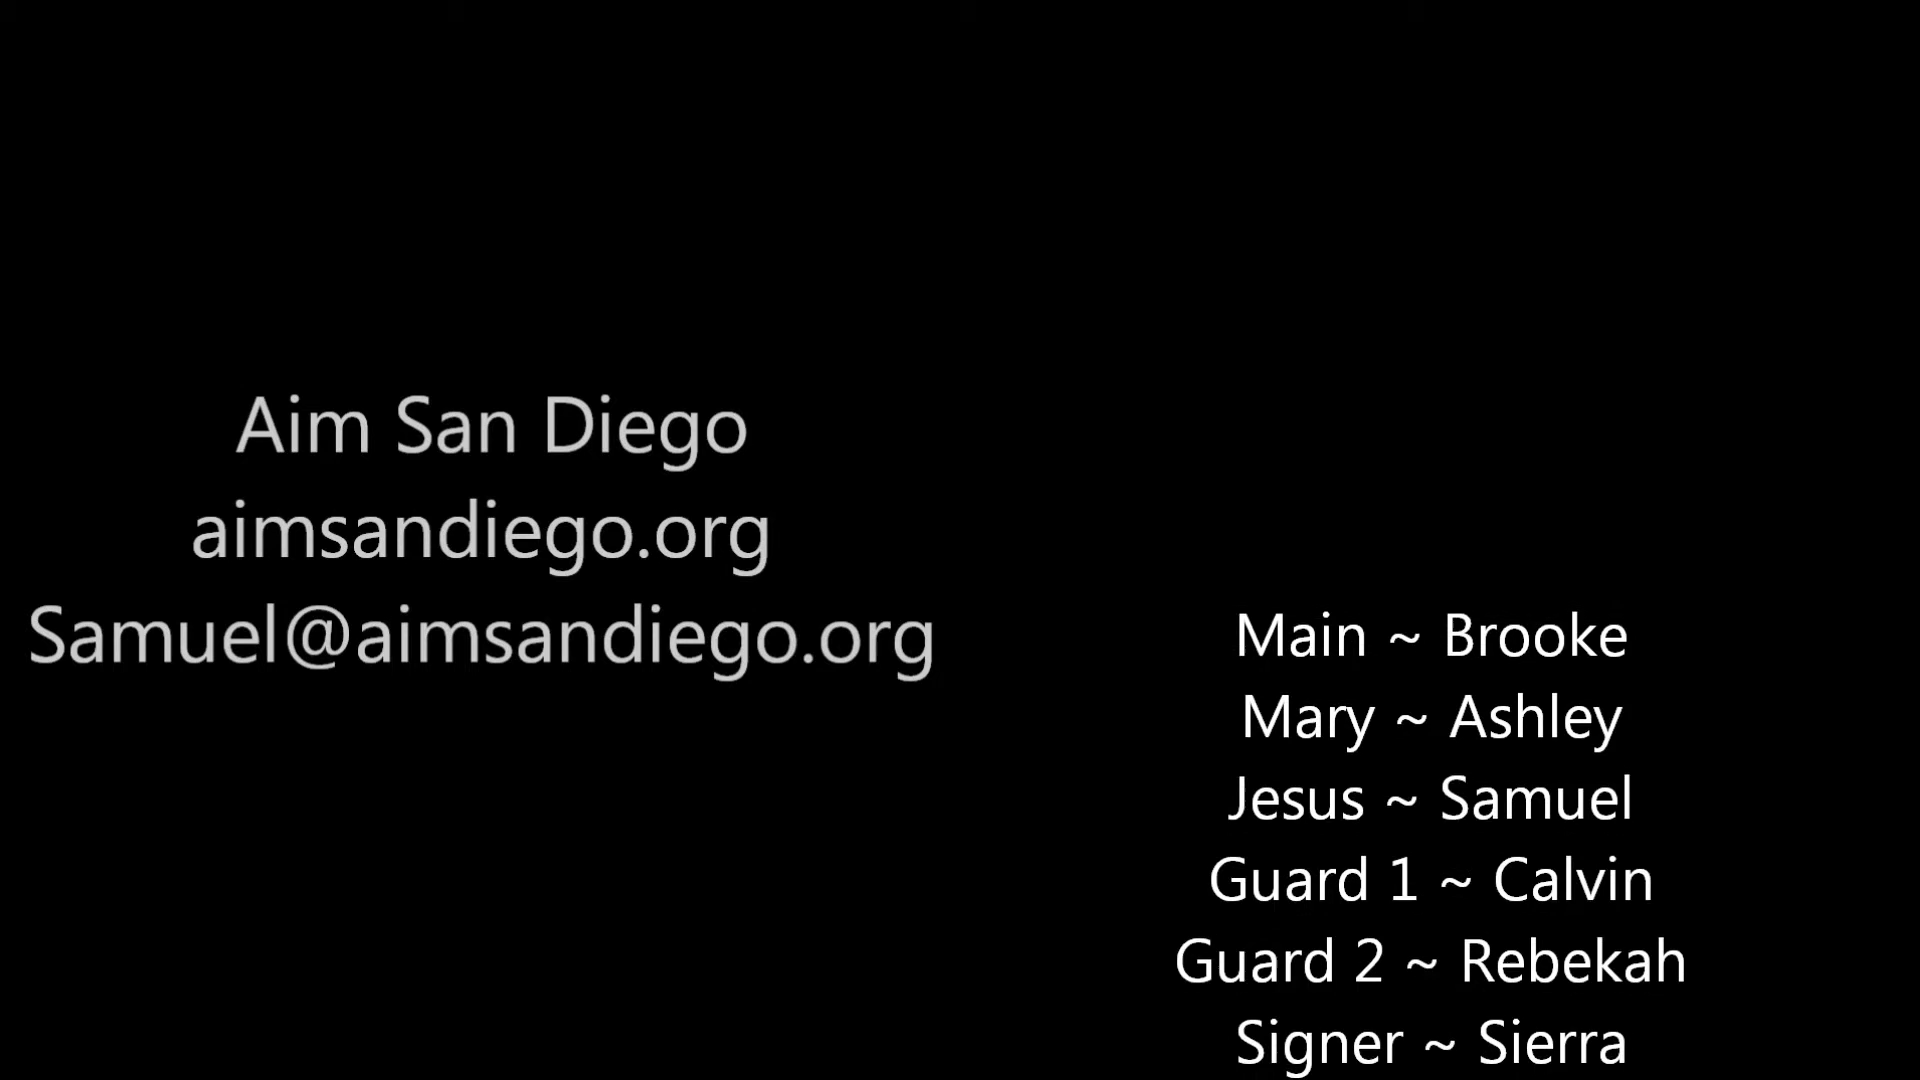 Aim San Diego
aimsandiego.org
Samuel@aimsandiego.org
Main ~ Brooke
Mary ~ Ashley
Jesus ~ Samuel
Guard 1 ~ Calvin
Guard 2 ~ Rebekah
Signer ~ Sierra